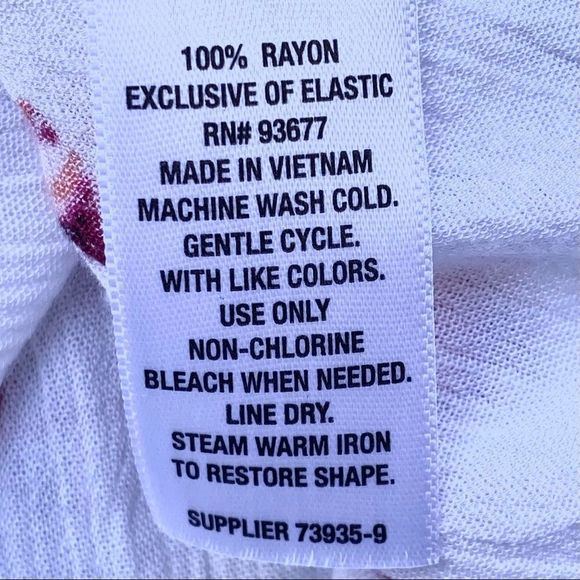 100% RAYON
EXCLUSIVE OF ELASTIC
RN# 93677
MADE IN VIETNAM
MACHINE WASH COLD.
GENTLE CYCLE.
WITH LIKE COLORS.
USE ONLY
NON-CHLORINE
BLEACH WHEN NEEDED.
LINE DRY.
STEAM WARM IRON
TO RESTORE SHAPE.
SUPPLIER 73935-9